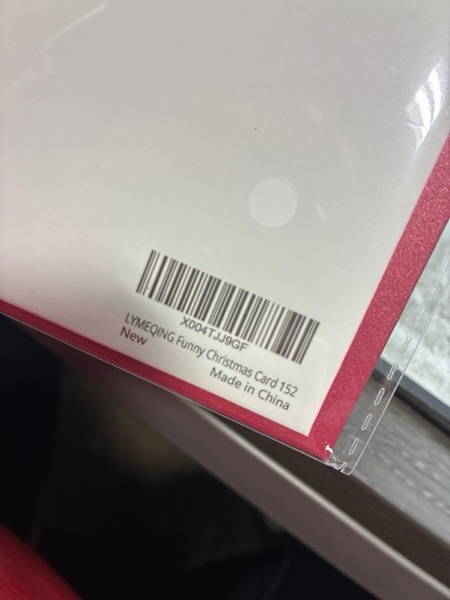 X004TJJ9GF
LYMEQING Funny Christmas Card 152
New
Made in China